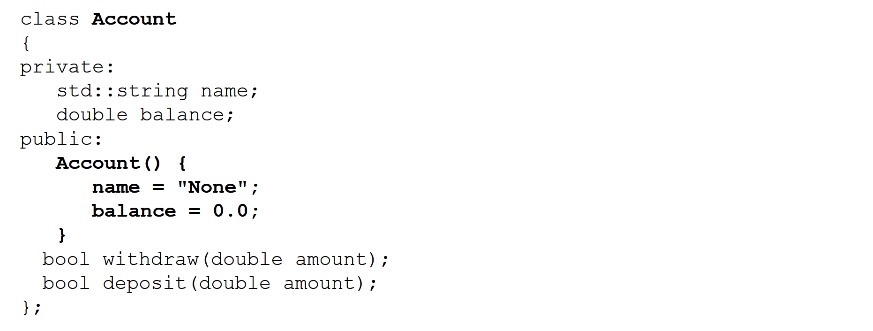 class Account
{
private:
   std::string name;
   double balance;
public:
   Account() {
      name = "None";
      balance = 0.0;
   }
  bool withdraw(double amount);
  bool deposit(double amount);
};